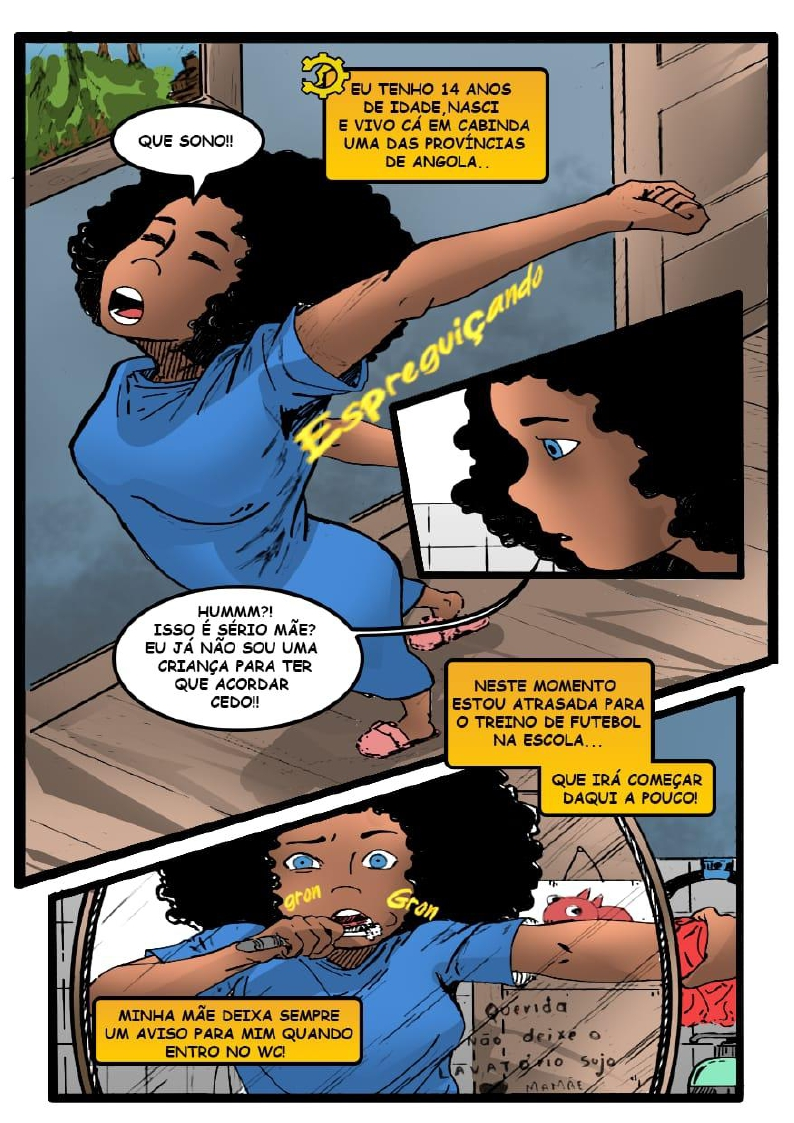 EU TENHO 14 ANOS
DE IDADE,NASCI
E VIVO CÁ EM CABINDA
UMA DAS PROVÍNCIAS
DE ANGOLA..
QUE SONO!!
Espreguiçando
HUMMM?!
ISSO É SÉRIO MÃE?
EU JÁ NÃO SOU UMA
CRIANÇA PARA TER
QUE ACORDAR
CEDO!!
NESTE MOMENTO
ESTOU ATRASADA PARA
O TREINO DE FUTEBOL
NA ESCOLA...
QUE IRÁ COMEÇAR
DAQUI A POUCO!
gron
Gron
MINHA MÃE DEIXA SEMPRE
UM AVISO PARA MIM QUANDO
ENTRO NO WC!
Querida
Não deixe o
LAVATÓRIO Sujo
MAMÃE